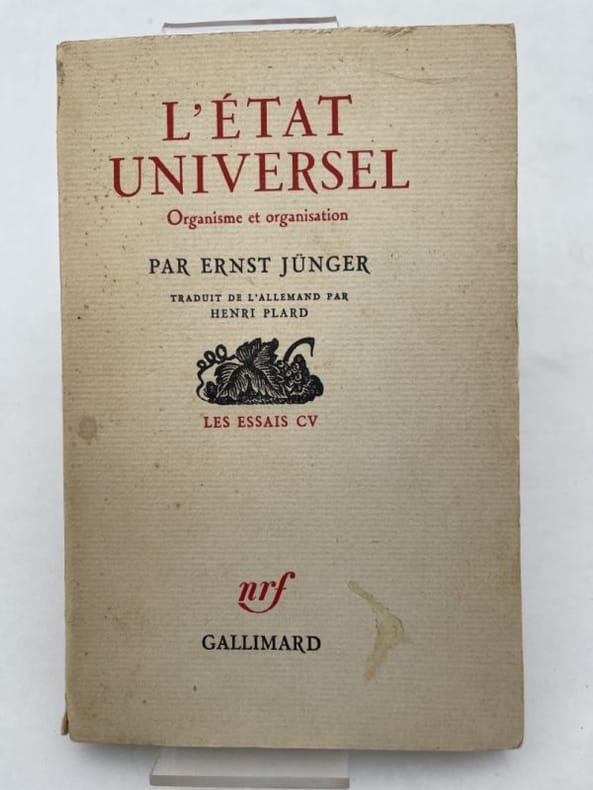 L'ÉTAT
UNIVERSEL
Organisme et organisation
PAR ERNST JÜNGER
TRADUIT DE L'ALLEMAND PAR
HENRI PLARD
LES ESSAIS CV
nrf
GALLIMARD